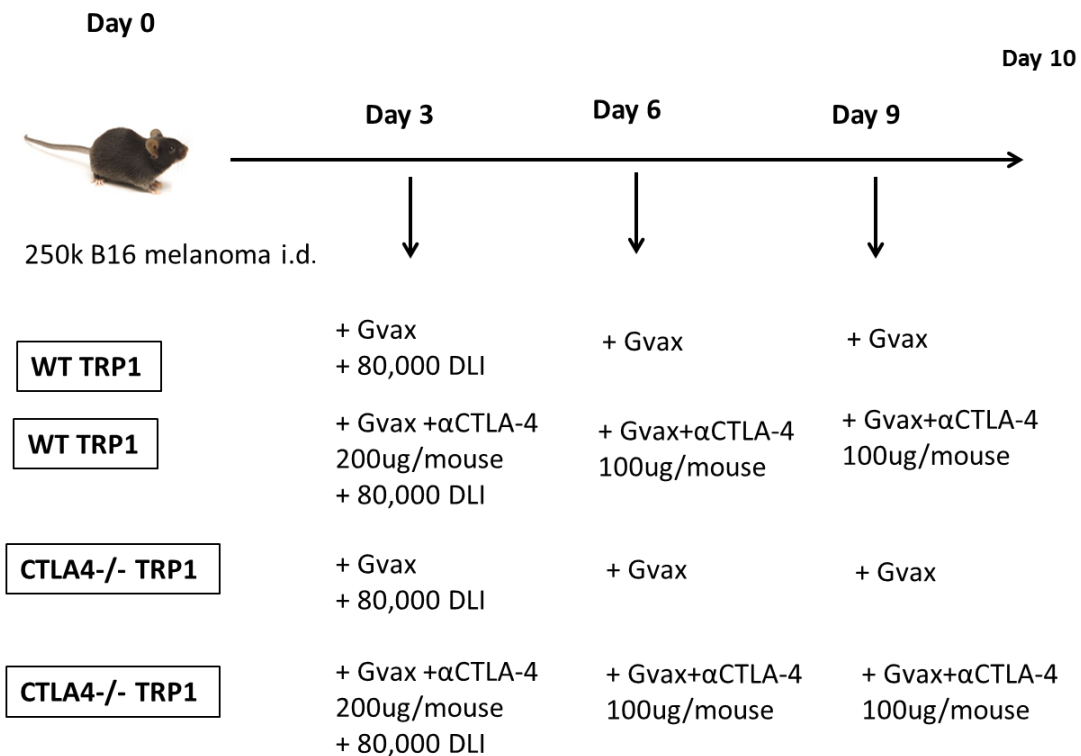 Day 0
Day 10
Day 3
Day 6
Day 9
250k B16 melanoma i.d.
WT TRP1
+ Gvax
+ 80,000 DLI
+ Gvax
+ Gvax
WT TRP1
+ Gvax +αCTLA-4
200ug/mouse
+ 80,000 DLI
+ Gvax+αCTLA-4
100ug/mouse
+ Gvax+αCTLA-4
100ug/mouse
CTLA4-/- TRP1
+ Gvax
+ 80,000 DLI
+ Gvax
+ Gvax
CTLA4-/- TRP1
+ Gvax +αCTLA-4
200ug/mouse
+ 80,000 DLI
+ Gvax+αCTLA-4
100ug/mouse
+ Gvax+αCTLA-4
100ug/mouse